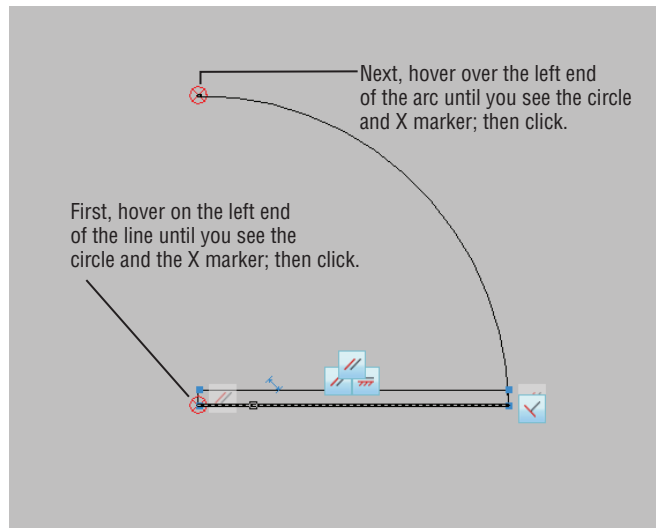 Next, hover over the left end
of the arc until you see the circle
and X marker; then click.
First, hover on the left end
of the line until you see the
circle and the X marker; then click.